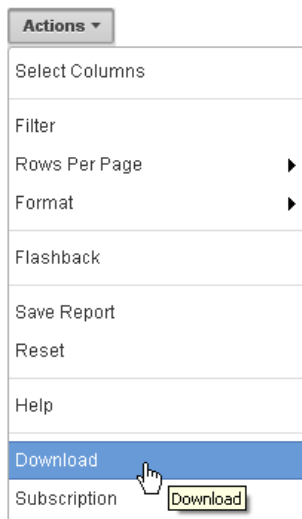 Actions
Select Columns
Filter
Rows Per Page
Format
Flashback
Save Report
Reset
Help
Download
Download
Subscription